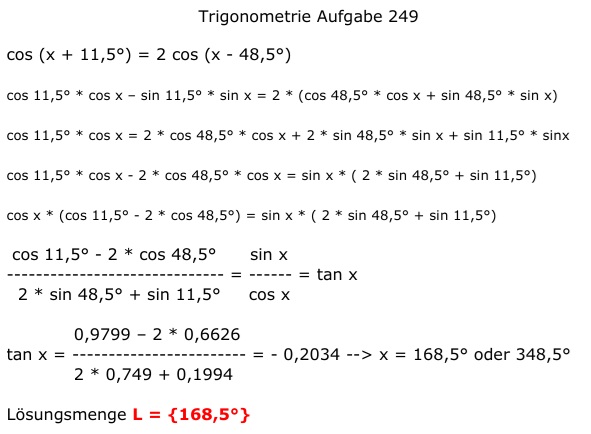 Trigonometrie Aufgabe 249
cos (x + 11,5°) = 2 cos (x - 48,5°)
cos 11,5° * cos x – sin 11,5° * sin x = 2 * (cos 48,5° * cos x + sin 48,5° * sin x)
cos 11,5° * cos x = 2 * cos 48,5° * cos x + 2 * sin 48,5° * sin x + sin 11,5° * sinx
cos 11,5° * cos x - 2 * cos 48,5° * cos x = sin x * ( 2 * sin 48,5° + sin 11,5°)
cos x * (cos 11,5° - 2 * cos 48,5°) = sin x * ( 2 * sin 48,5° + sin 11,5°)
cos 11,5° - 2 * cos 48,5° sin x
------------------------------ = ------ = tan x
2 * sin 48,5° + sin 11,5° cos x
0,9799 – 2 * 0,6626
tan x = ------------------------ = - 0,2034 --> x = 168,5° oder 348,5°
2 * 0,749 + 0,1994
Lösungsmenge L = {168,5°}